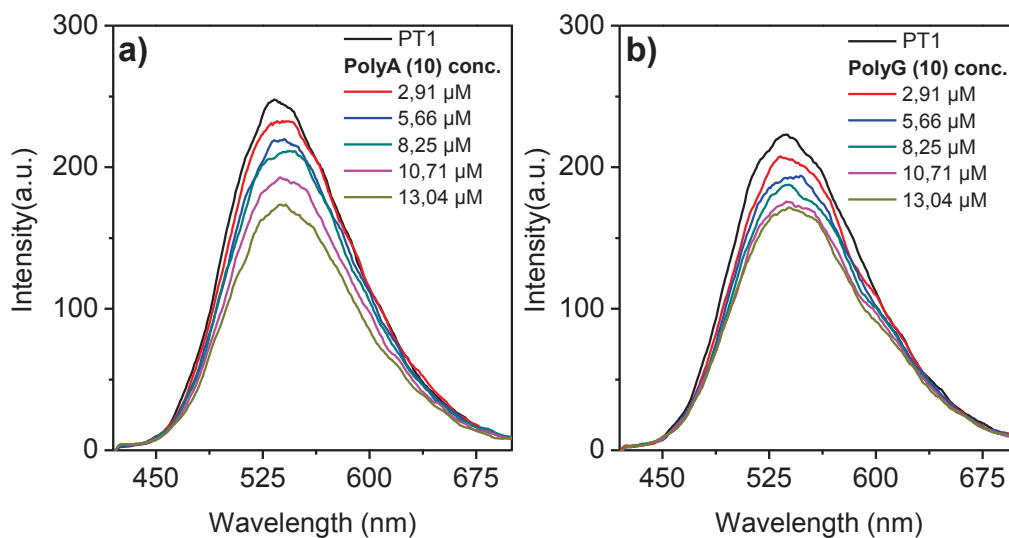 a)
300
200
100
0
Intensity(a.u.)
PT1
PolyA (10) conc.
2,91 µM
5,66 µM
8,25 µM
10,71 µM
13,04 µM
450 525 600 675
Wavelength (nm)
b)
300
200
100
0
Intensity(a.u.)
PT1
PolyG (10) conc.
2,91 µM
5,66 µM
8,25 µM
10,71 µM
13,04 µM
450 525 600 675
Wavelength (nm)